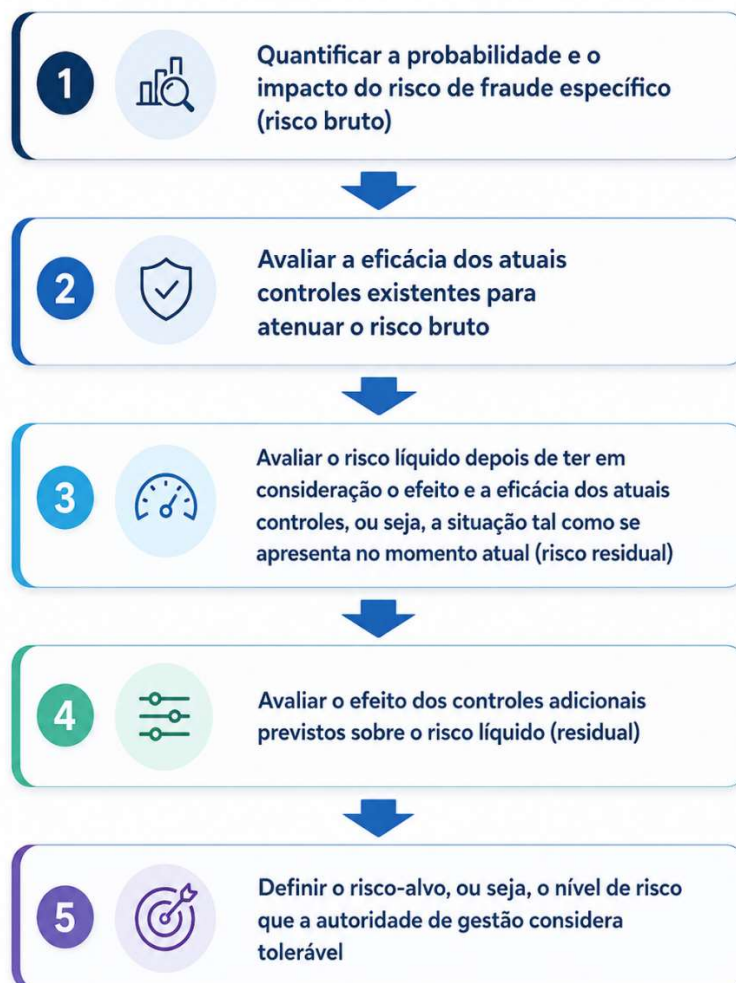 1
Quantificar a probabilidade e o
impacto do risco de fraude específico
(risco bruto)
2
Avaliar a eficácia dos atuais
controles existentes para
atenuar o risco bruto
3
Avaliar o risco líquido depois de ter em
consideração o efeito e a eficácia dos atuais
controles, ou seja, a situação tal como se
apresenta no momento atual (risco residual)
4
Avaliar o efeito dos controles adicionais
previstos sobre o risco líquido (residual)
5
Definir o risco-alvo, ou seja, o nível de risco
que a autoridade de gestão considera
tolerável